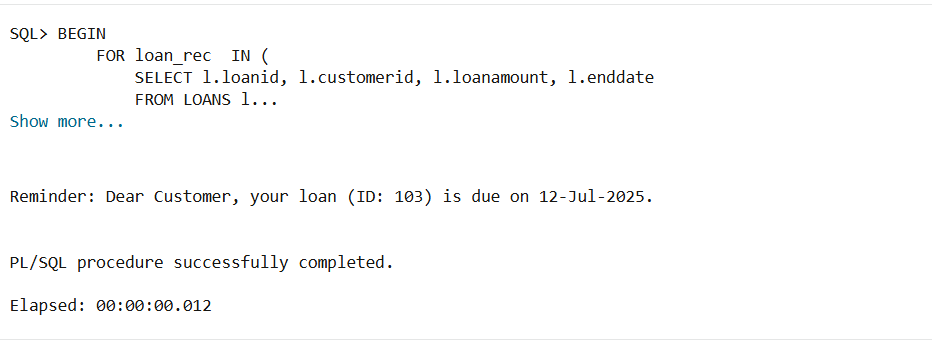 SQL> BEGIN
FOR loan_rec  IN (
SELECT l.loanid, l.customerid, l.loanamount, l.enddate
FROM LOANS l...
Show more...
Reminder: Dear Customer, your loan (ID: 103) is due on 12-Jul-2025.
PL/SQL procedure successfully completed.
Elapsed: 00:00:00.012